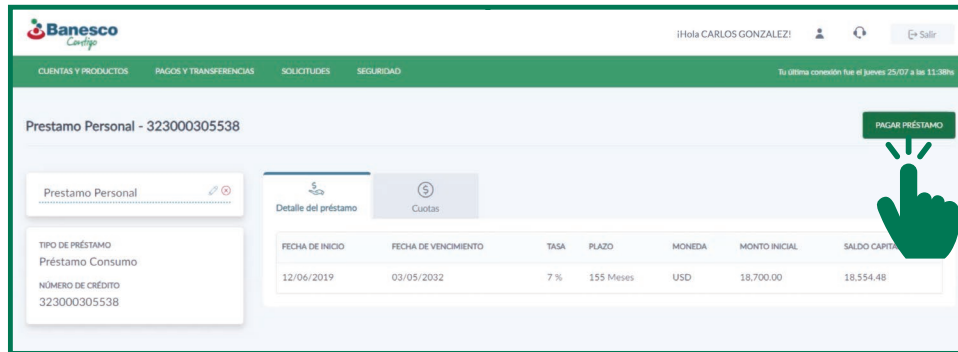 Banesco
Contigo
¡Hola CARLOS GONZALEZ!
Salir
CUENTAS Y PRODUCTOS PAGOS Y TRANSFERENCIAS SOLICITUDES SEGURIDAD
Tu última conexión fue el jueves 25/07 a las 11:38hs
Prestamo Personal - 323000305538
PAGAR PRÉSTAMO
Prestamo Personal
Detalle del préstamo
Cuotas
TIPO DE PRÉSTAMO
Préstamo Consumo
NÚMERO DE CRÉDITO
323000305538
FECHA DE INICIO FECHA DE VENCIMIENTO TASA PLAZO MONEDA MONTO INICIAL SALDO
12/06/2019 03/05/2032 7 % 155 Meses USD 18,700.00 18,554.48